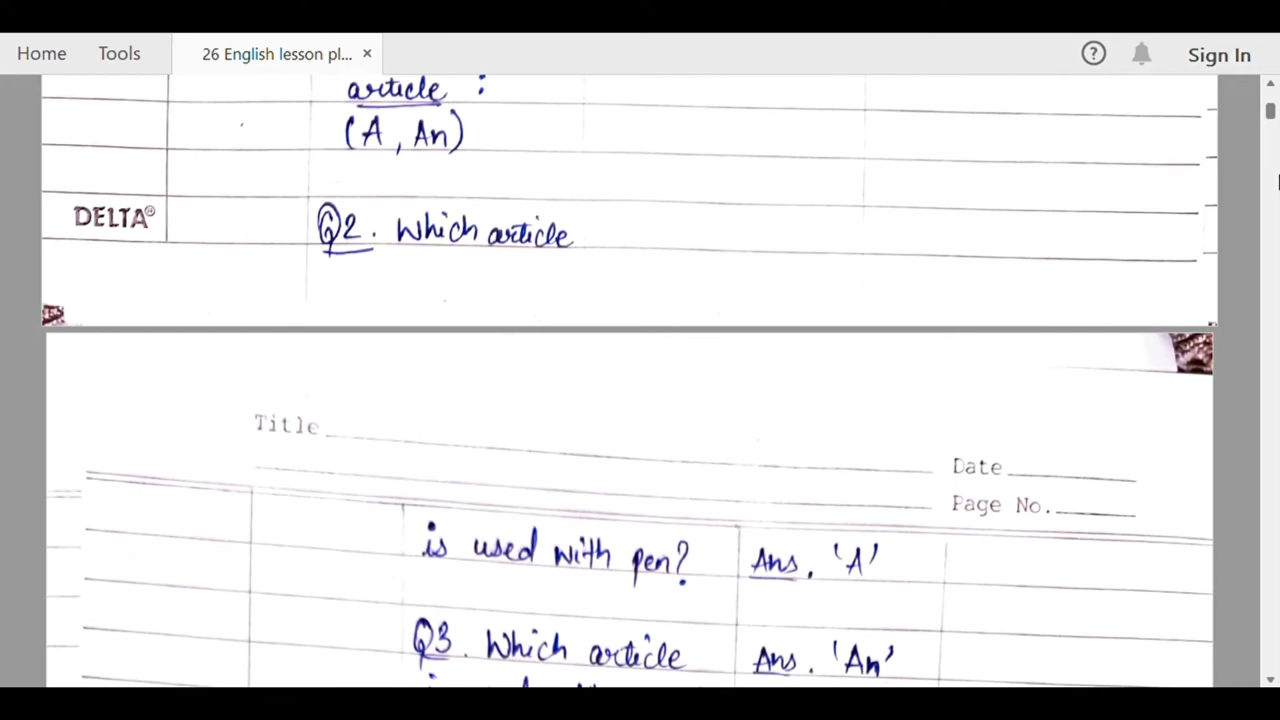 Home Tools 26 English lesson pl... × ? Sign In
article :
(A, An)
DELTA®
Q2. Which article
Title
Date
Page No.
is used with pen? Ans. 'A'
Q3. Which article Ans. 'An'